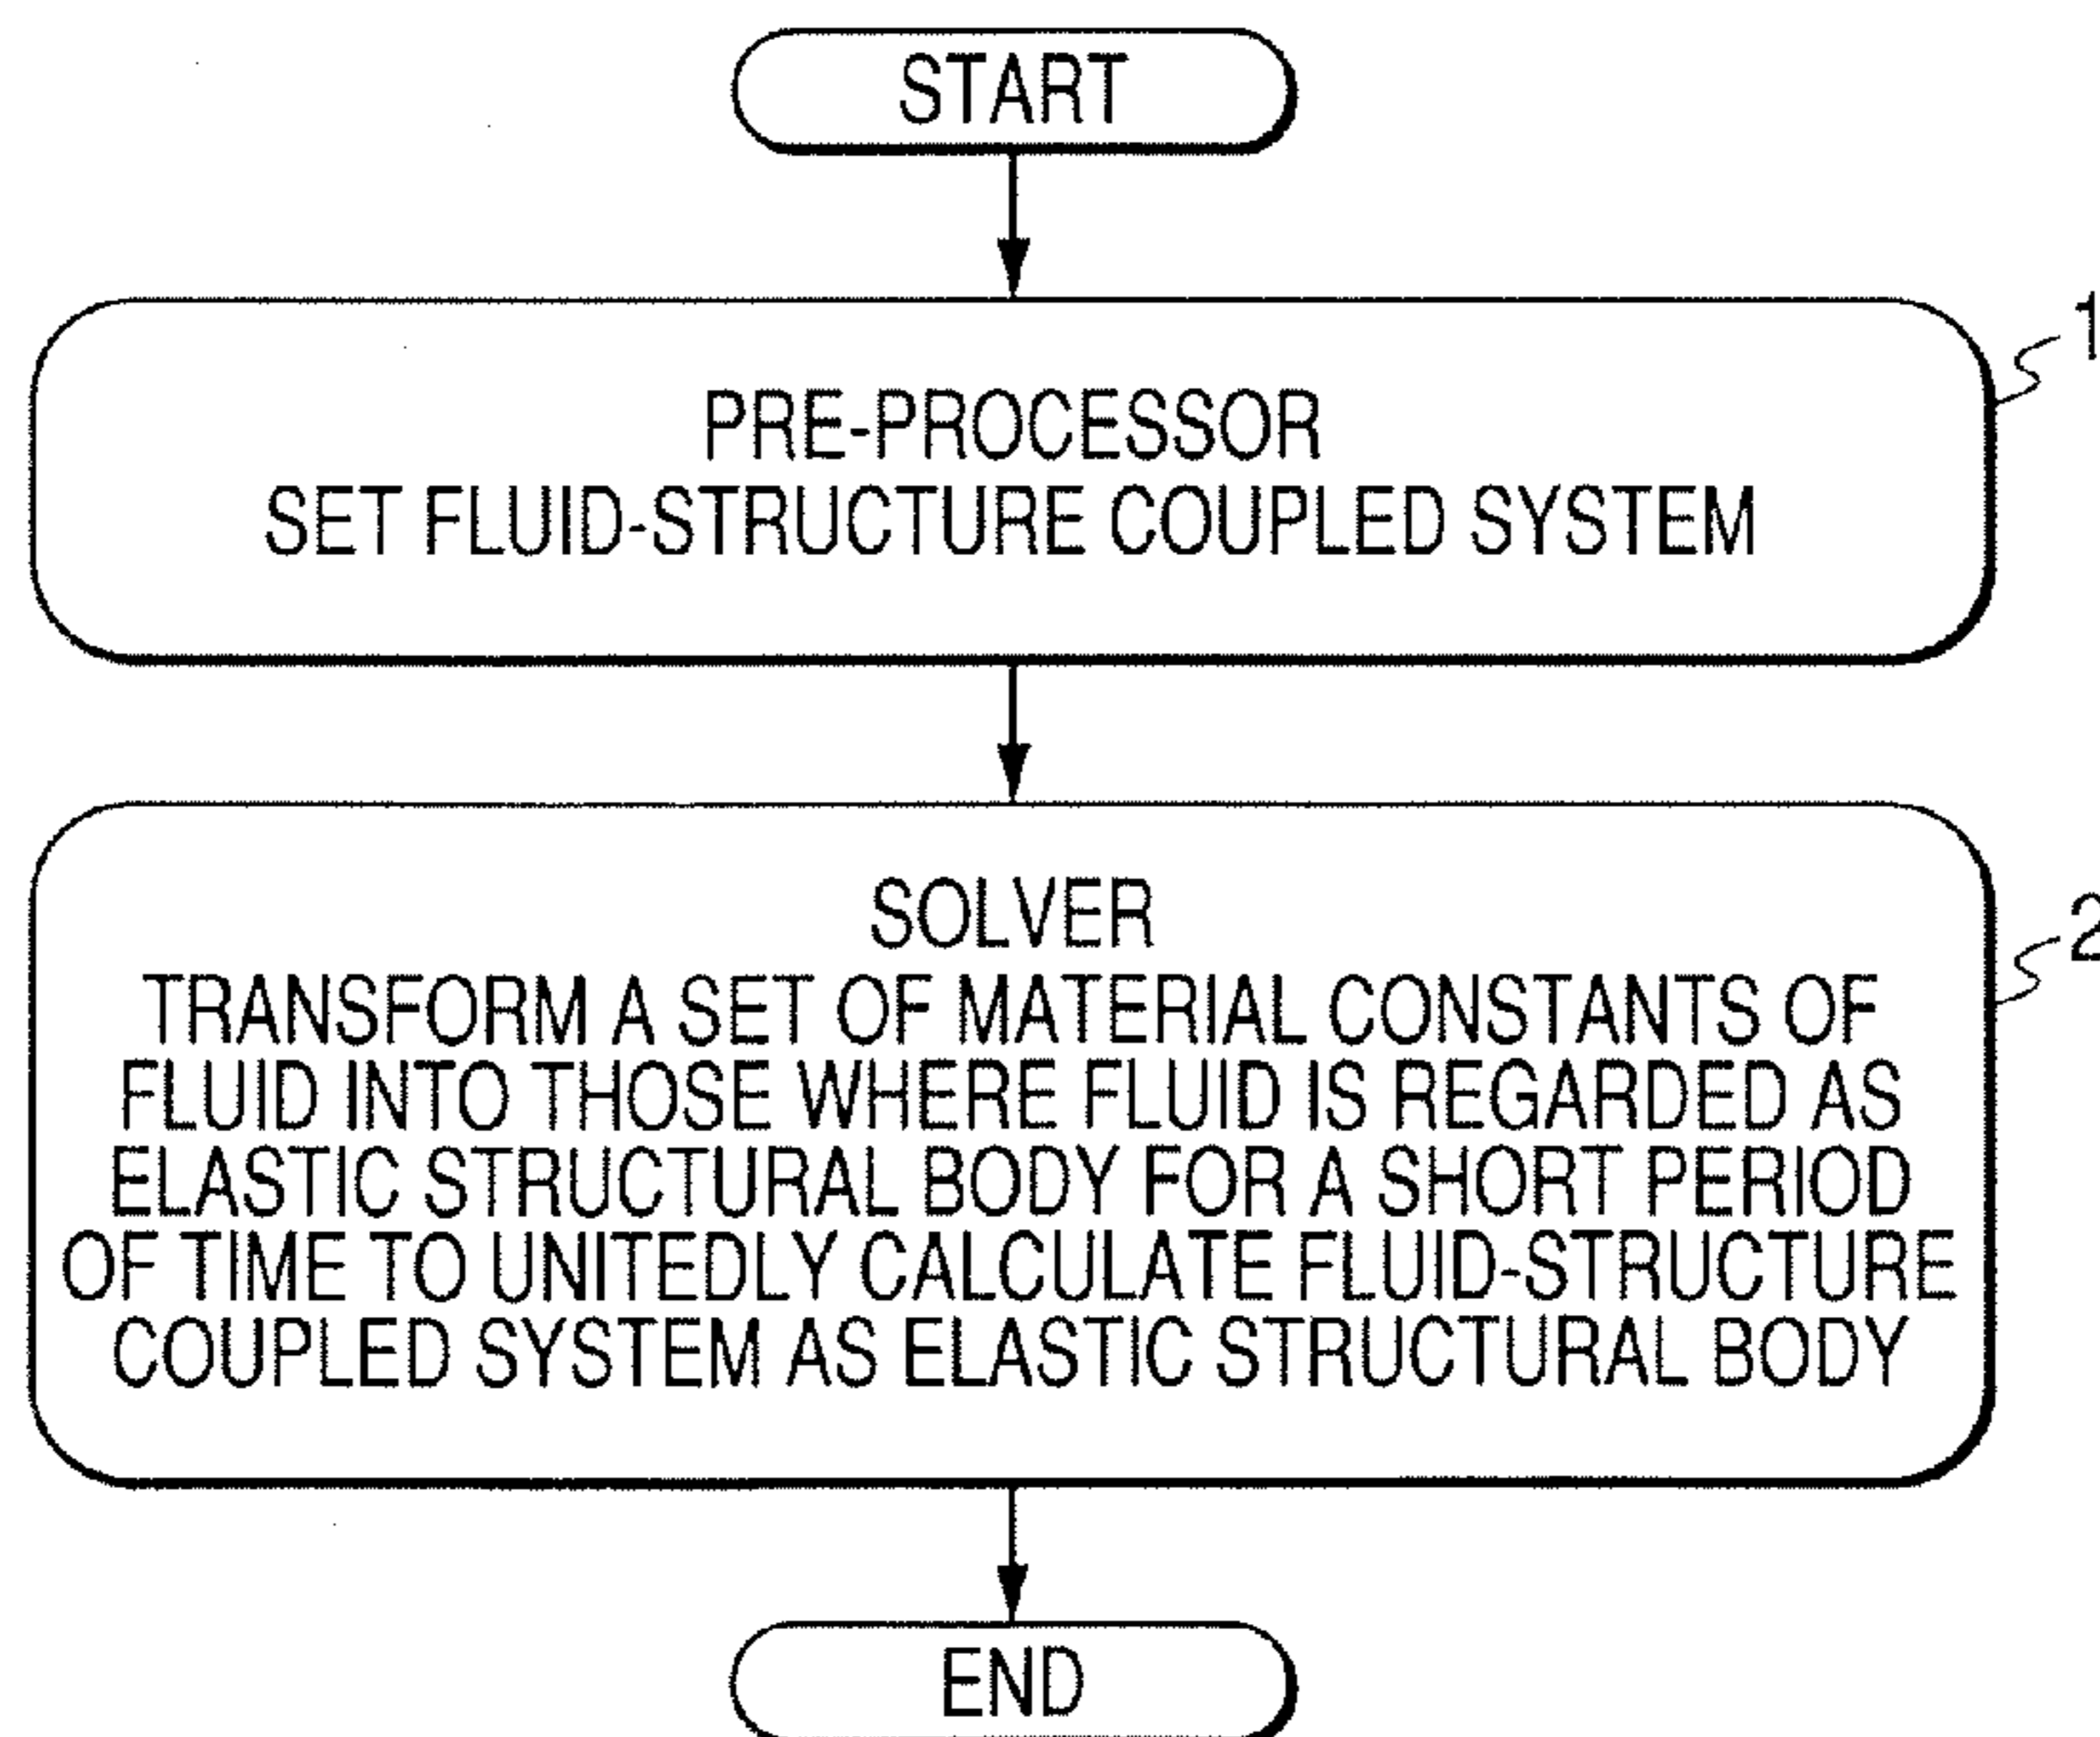 START
1
PRE-PROCESSOR
SET FLUID-STRUCTURE COUPLED SYSTEM
2
SOLVER
TRANSFORM A SET OF MATERIAL CONSTANTS OF
FLUID INTO THOSE WHERE FLUID IS REGARDED AS
ELASTIC STRUCTURAL BODY FOR A SHORT PERIOD
OF TIME TO UNITEDLY CALCULATE FLUID-STRUCTURE
COUPLED SYSTEM AS ELASTIC STRUCTURAL BODY
END